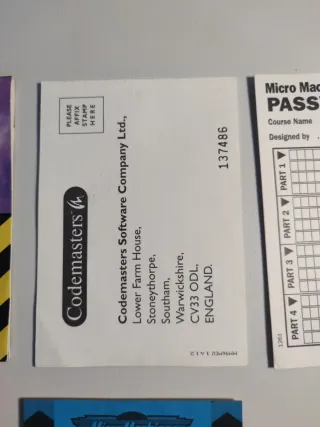 PLEASE
AFFIX
STAMP
HERE
Codemasters
Codemasters Software Company Ltd.,
Lower Farm House,
Stoneythorpe,
Southam,
Warwickshire,
CV33 ODL,
ENGLAND.
137486
Micro Mac
PASS
Course Name
Designed by .
PART 1
PART 2
PART 3
PART 4